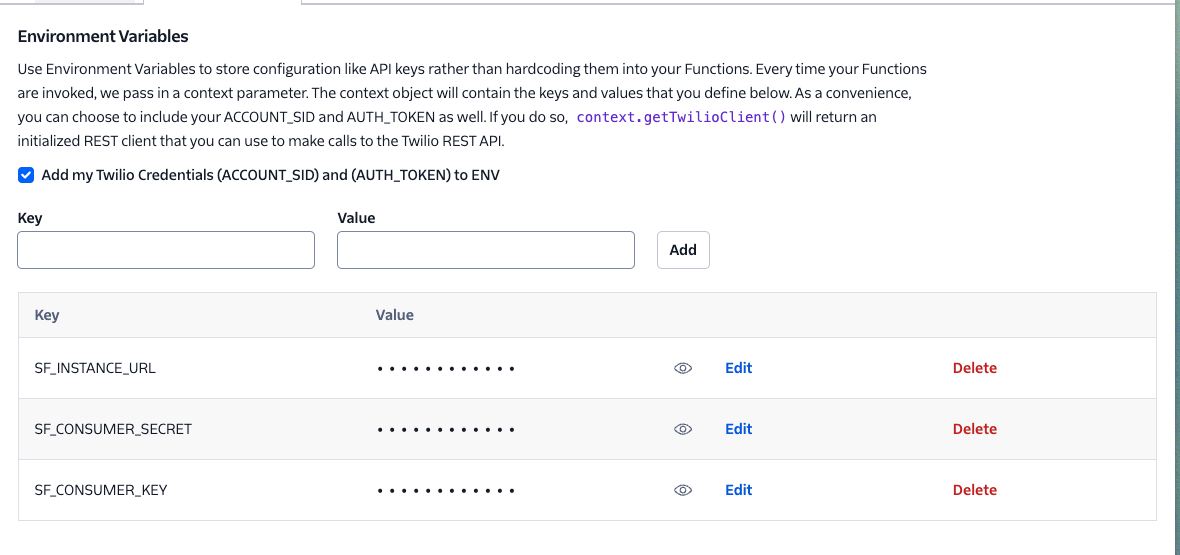 Environment Variables
Use Environment Variables to store configuration like API keys rather than hardcoding them into your Functions. Every time your Functions
are invoked, we pass in a context parameter. The context object will contain the keys and values that you define below. As a convenience,
you can choose to include your ACCOUNT_SID and AUTH_TOKEN as well. If you do so, context.getTwilioClient() will return an
initialized REST client that you can use to make calls to the Twilio REST API.
Add my Twilio Credentials (ACCOUNT_SID) and (AUTH_TOKEN) to ENV
Key Value
Add
Key Value
SF_INSTANCE_URL •••••••••••• Edit Delete
SF_CONSUMER_SECRET •••••••••••• Edit Delete
SF_CONSUMER_KEY •••••••••••• Edit Delete